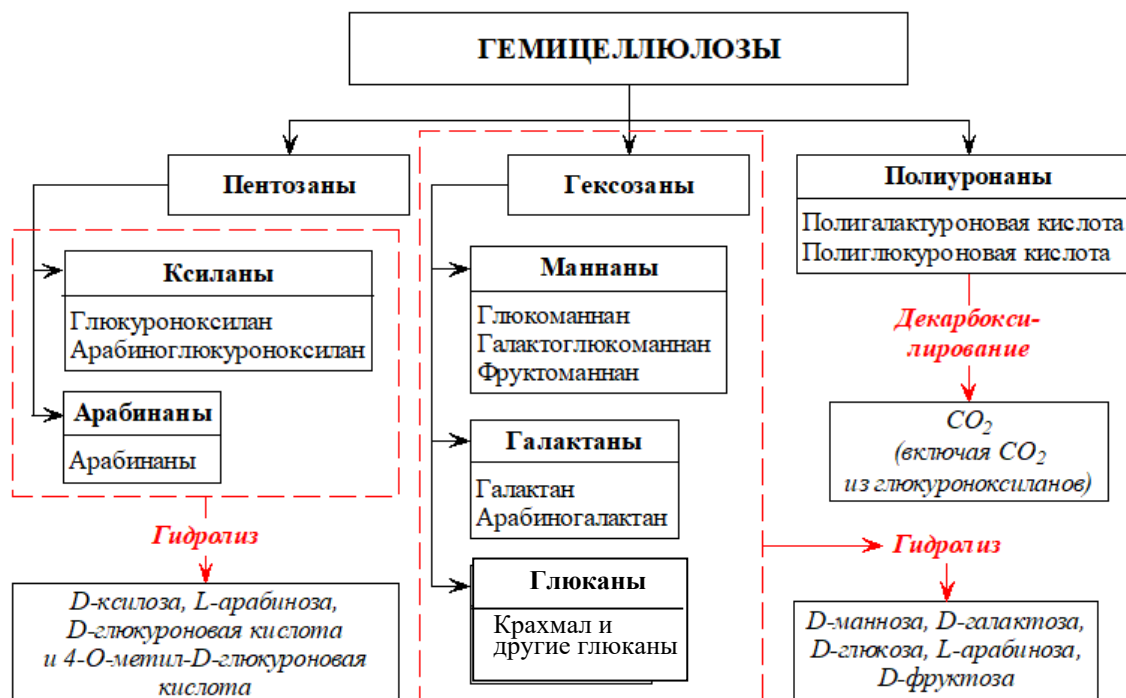 ГЕМИЦЕЛЛЮЛОЗЫ
Пентозаны
Ксиланы
Глюкуроноксилан
Арабиноглюкуроноксилан
Арабинаны
Арабинаны
Гидролиз
D-ксилоза, L-арабиноза,
D-глюкуроновая кислота
и 4-О-метил-D-глюкуроновая
кислота
Гексозаны
Маннаны
Глюкоманнан
Галактоглюкоманнан
Фруктоманнан
Галактаны
Галактан
Арабиногалактан
Глюканы
Крахмал и
другие глюканы
Полиуронаны
Полигалактуроновая кислота
Полиглюкуроновая кислота
Декарбокси-
лирование
CO2
(включая CO2
из глюкуроноксиланов)
Гидролиз
D-манноза, D-галактоза,
D-глюкоза, L-арабиноза,
D-фруктоза